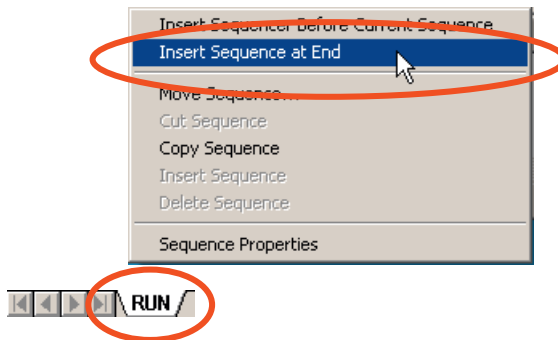 Insert Sequencer Before Current Sequence
Insert Sequence at End
Move Sequence...
Cut Sequence
Copy Sequence
Insert Sequence
Delete Sequence
Sequence Properties
RUN